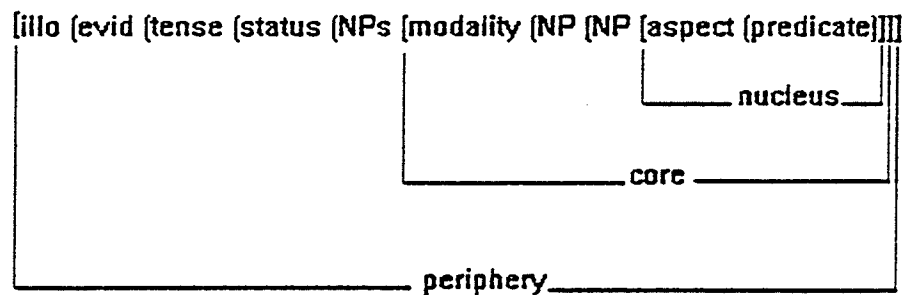 [illo (evid (tense (status (NPs [modality (NP (NP [aspect (predicate)]]]]
nucleus
core
periphery